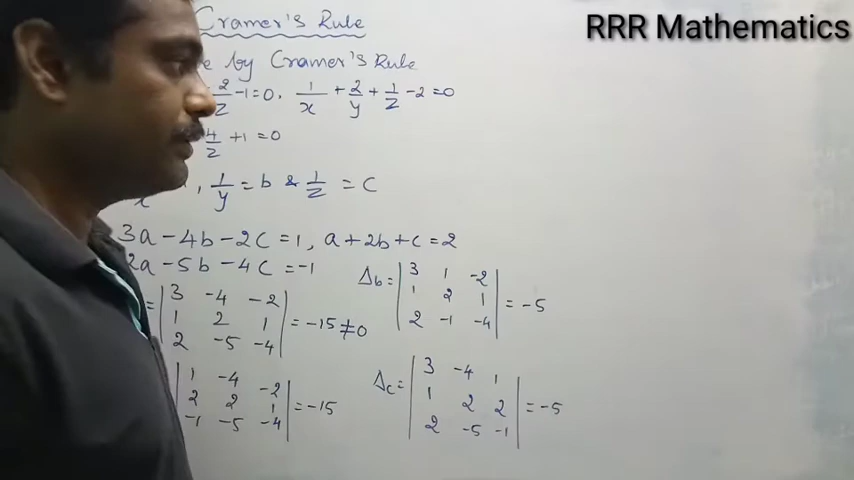 RRR Mathematics
Cramer's Rule
by Cramer's Rule
2/z -1=0, 1/x + 2/y + 1/z -2 =0
4/z +1 =0
x , 1/y = b & 1/z = C
3a -4b -2c =1, a+2b+c =2
2a -5b -4c =-1
= | 3 -4 -2 | = -15 ≠ 0
| 1 2 1 |
| 2 -5 -4 |
Δb = | 3 1 -2 | = -5
| 1 2 1 |
| 2 -1 -4 |
| 1 -4 -2 | = -15
| 2 2 1 |
| -1 -5 -4 |
Δc = | 3 -4 1 | = -5
| 1 2 2 |
| 2 -5 -1 |